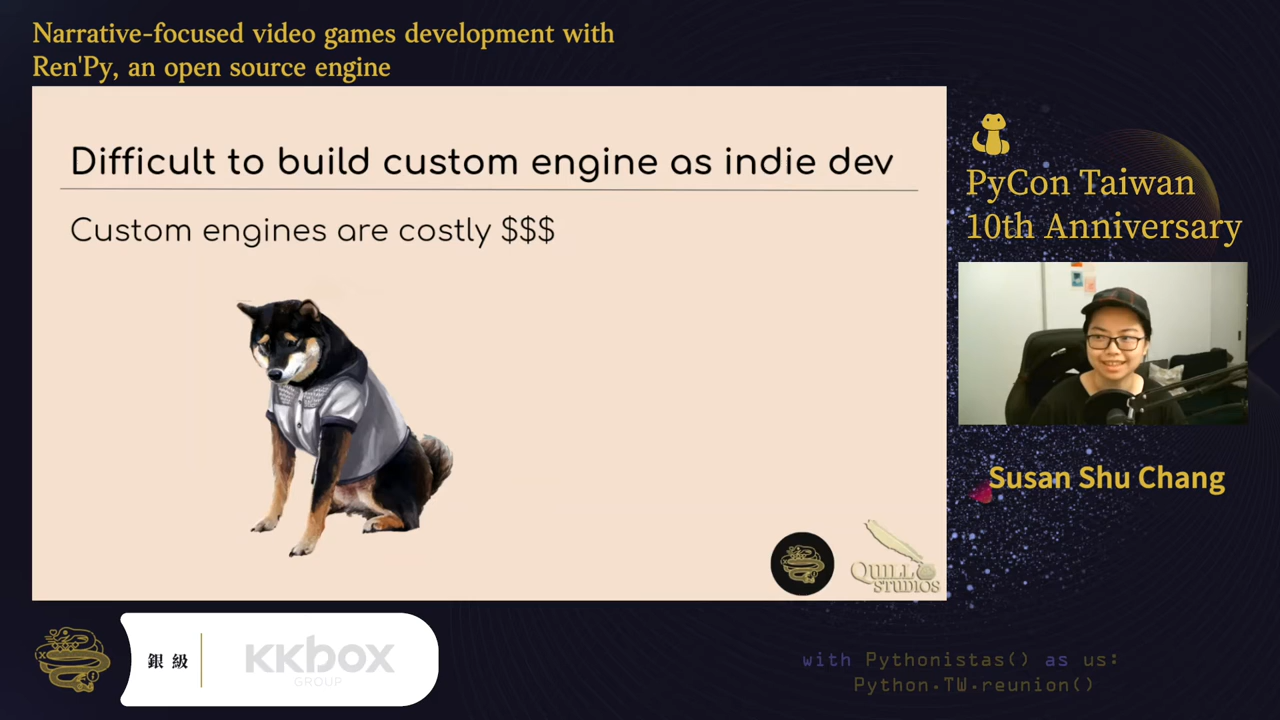 Narrative-focused video games development with
Ren'Py, an open source engine
Difficult to build custom engine as indie dev
Custom engines are costly $$$
QUILL
STUDIOS
PyCon Taiwan
10th Anniversary
Susan Shu Chang
銀級
KKBOX
GROUP
with Pythonistas() as us:
Python.TW.reunion()